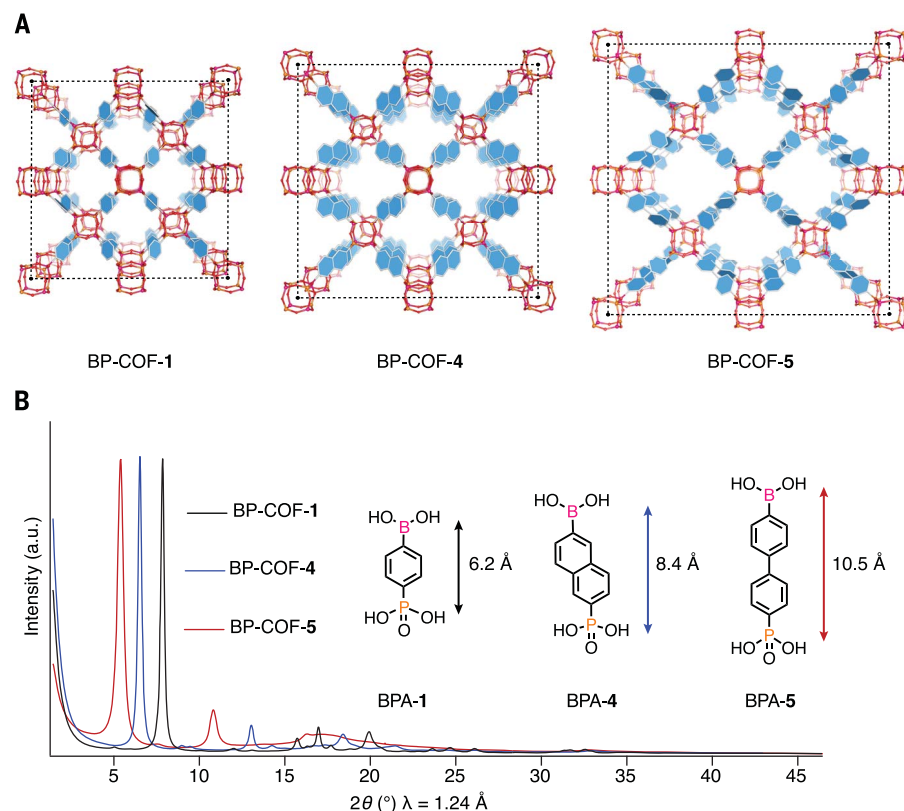 A
BP-COF-1
BP-COF-4
BP-COF-5
B
Intensity (a.u.)
BP-COF-1
BP-COF-4
BP-COF-5
HO OH
B
6.2 Å
HO P OH
O
BPA-1
HO OH
B
8.4 Å
HO P OH
O
BPA-4
HO OH
B
10.5 Å
HO P OH
O
BPA-5
5 10 15 20 25 30 35 40 45
2θ (°) λ = 1.24 Å